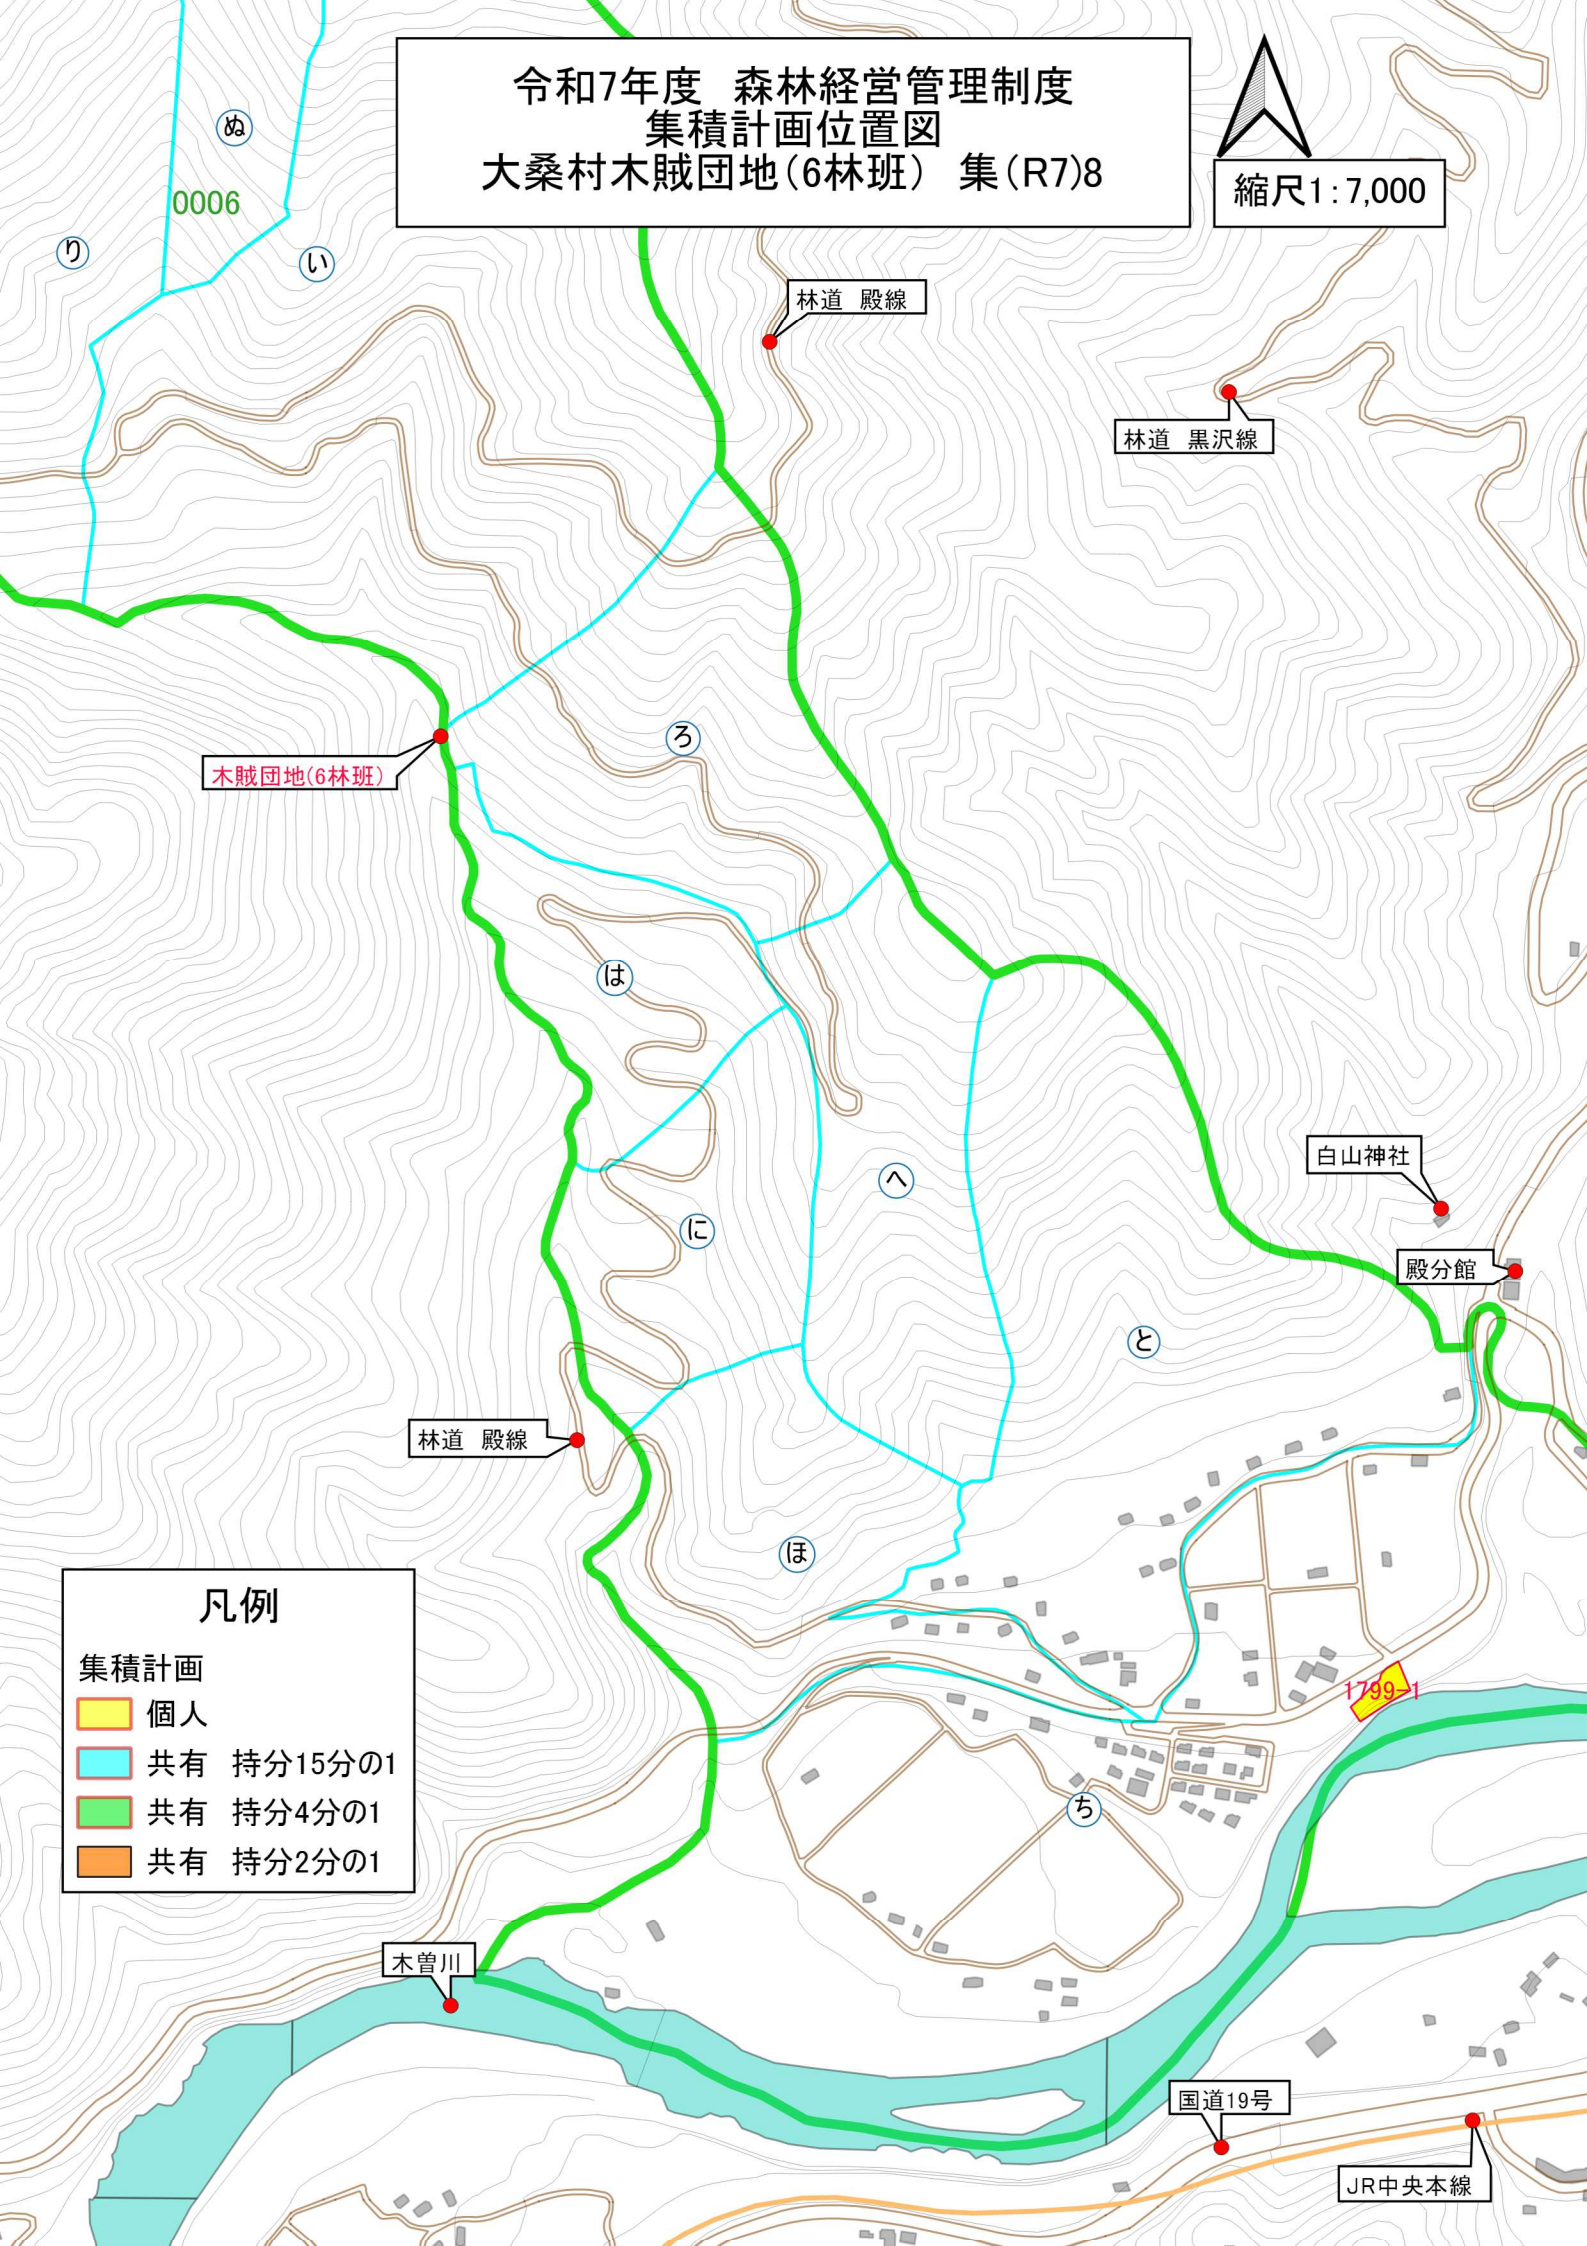 令和7年度　森林経営管理制度
集積計画位置図
大桑村木賊団地（6林班）　集（R7)8
縮尺1：7,000
ぬ
0006
り
い
林道　殿線
林道　黒沢線
ろ
木賊団地(6林班）
は
白山神社
へ
に
殿分館
と
林道　殿線
ほ
凡例
集積計画
個人
共有　持分15分の1
共有　持分4分の1
共有　持分2分の1
1799-1
ち
木曽川
国道19号
JR中央本線